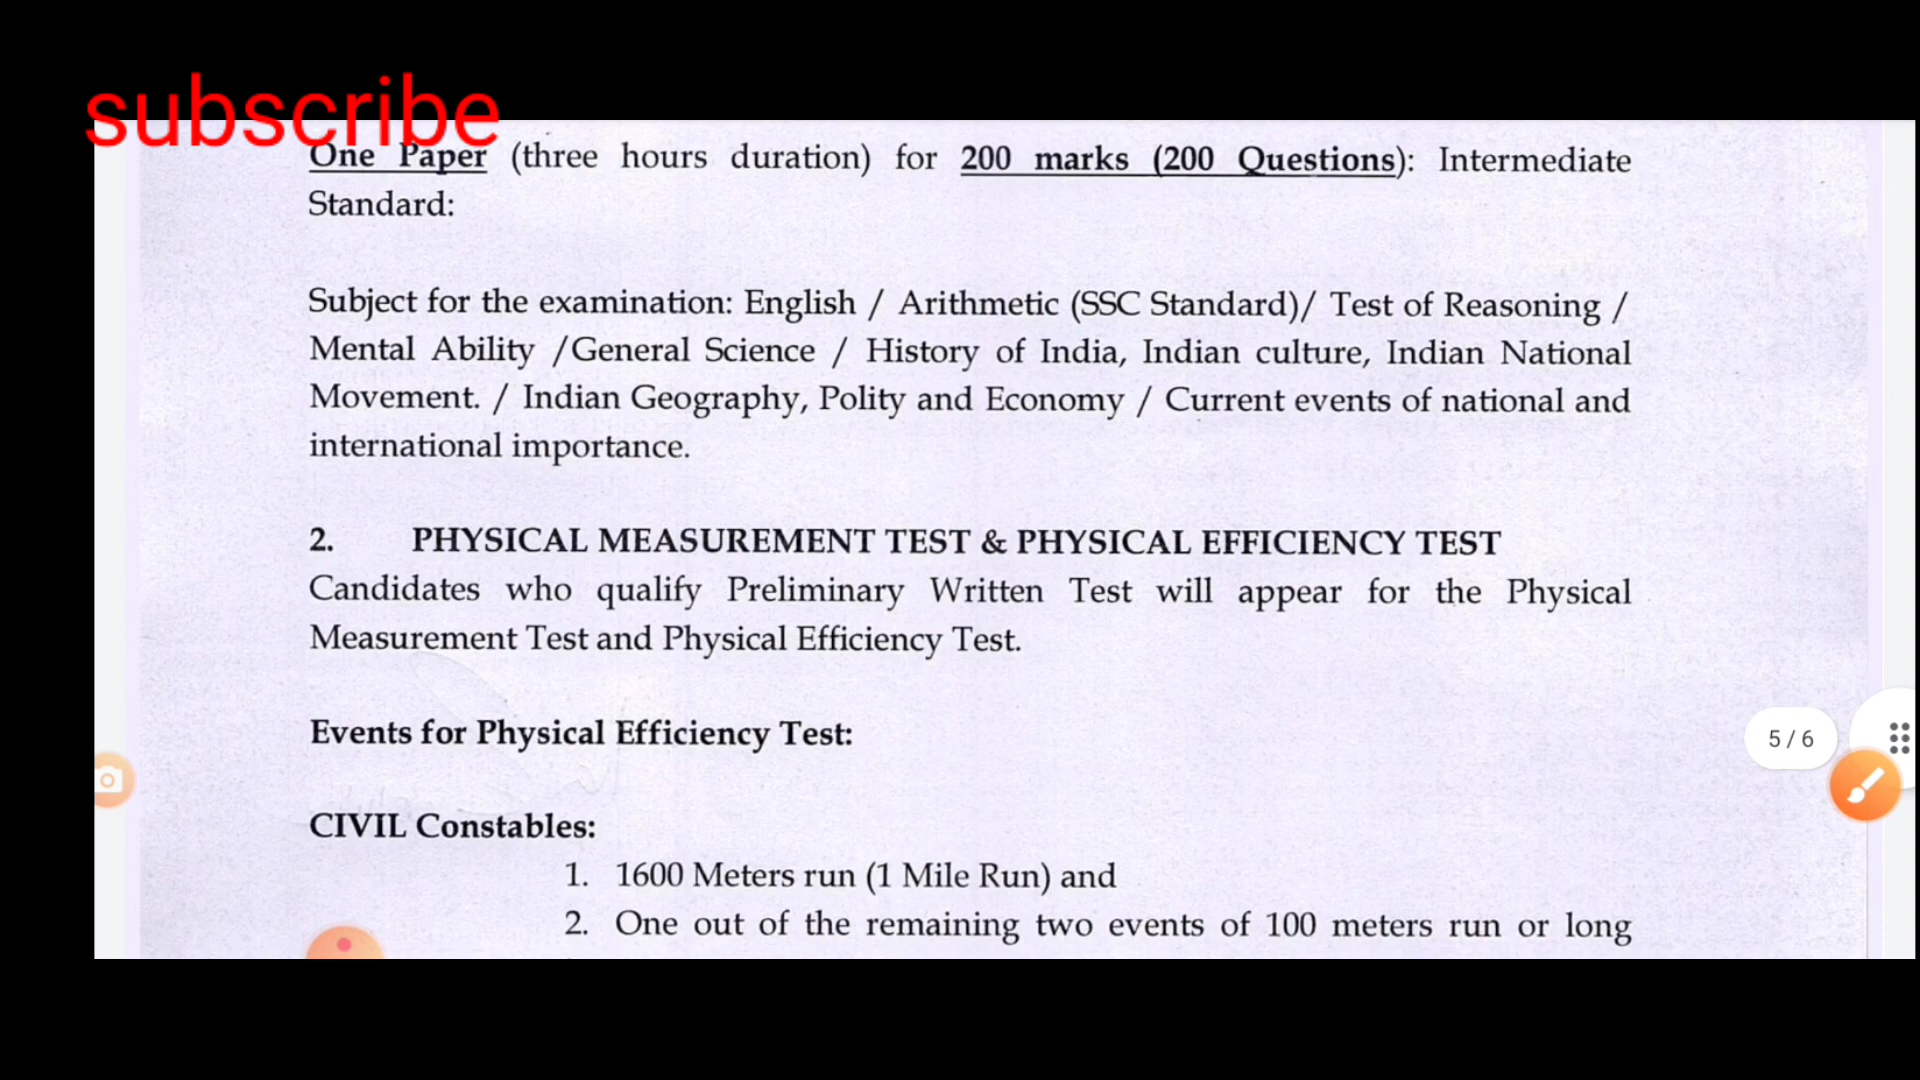 subscribe
One Paper (three hours duration) for 200 marks (200 Questions): Intermediate
Standard:
Subject for the examination: English / Arithmetic (SSC Standard)/ Test of Reasoning /
Mental Ability /General Science / History of India, Indian culture, Indian National
Movement. / Indian Geography, Polity and Economy / Current events of national and
international importance.
2. PHYSICAL MEASUREMENT TEST & PHYSICAL EFFICIENCY TEST
Candidates who qualify Preliminary Written Test will appear for the Physical
Measurement Test and Physical Efficiency Test.
Events for Physical Efficiency Test:
5 / 6
CIVIL Constables:
1. 1600 Meters run (1 Mile Run) and
2. One out of the remaining two events of 100 meters run or long